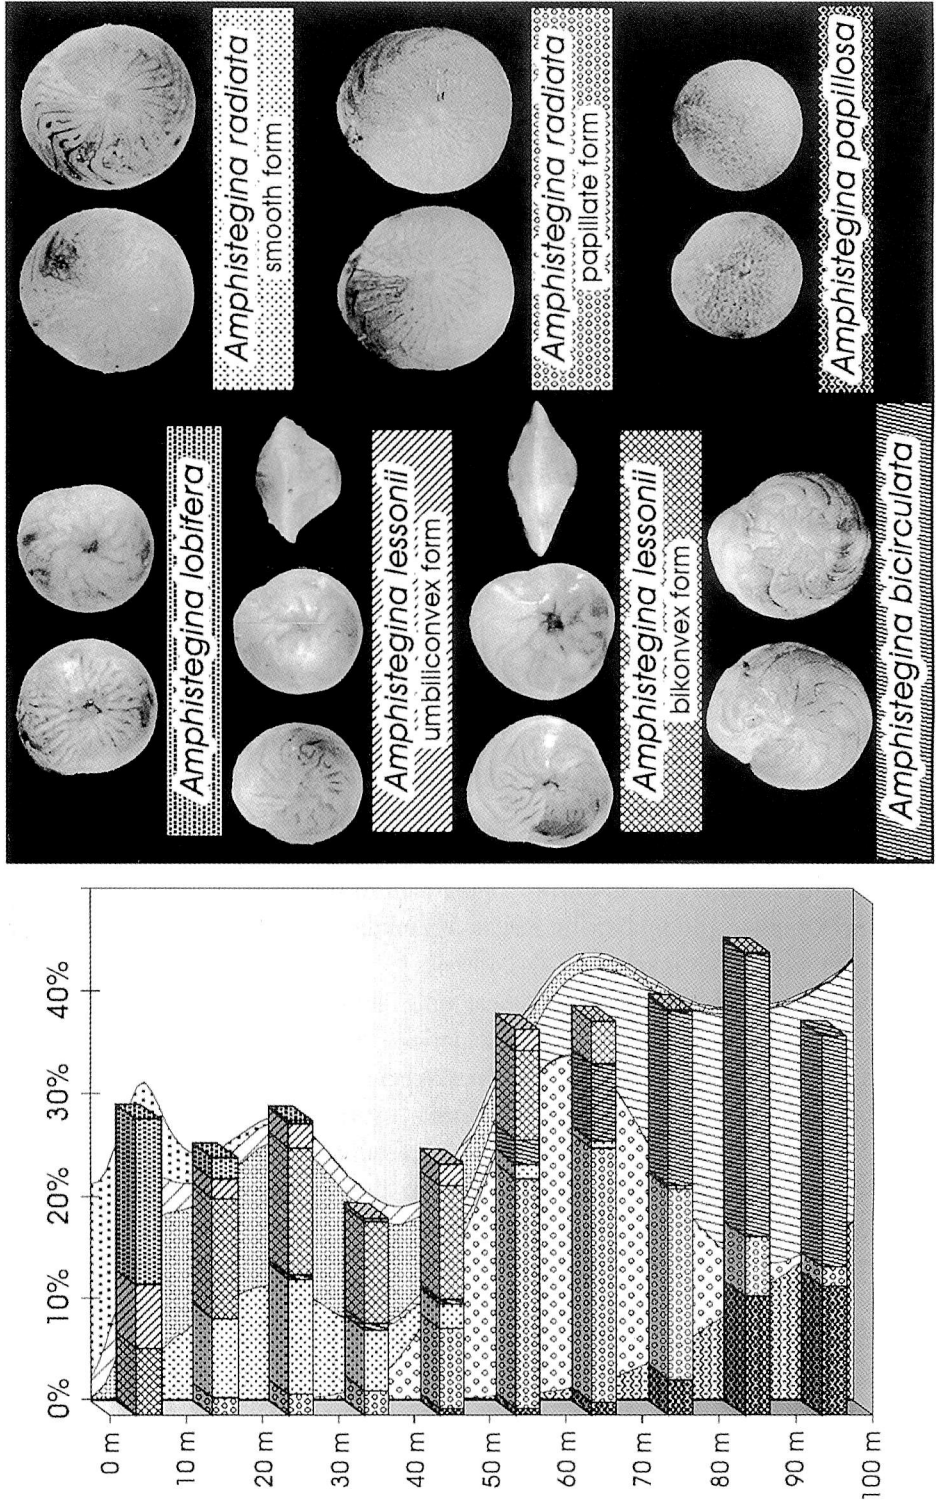 Amphistegina radiata
smooth form
Amphistegina radiata
papillate form
Amphistegina papillosa
Amphistegina lobifera
Amphistegina lessonii
umbiliconvex form
Amphistegina lessonii
bikonvex form
Amphistegina bicirculata
0%
10%
20%
30%
40%
0 m
10 m
20 m
30 m
40 m
50 m
60 m
70 m
80 m
90 m
100 m